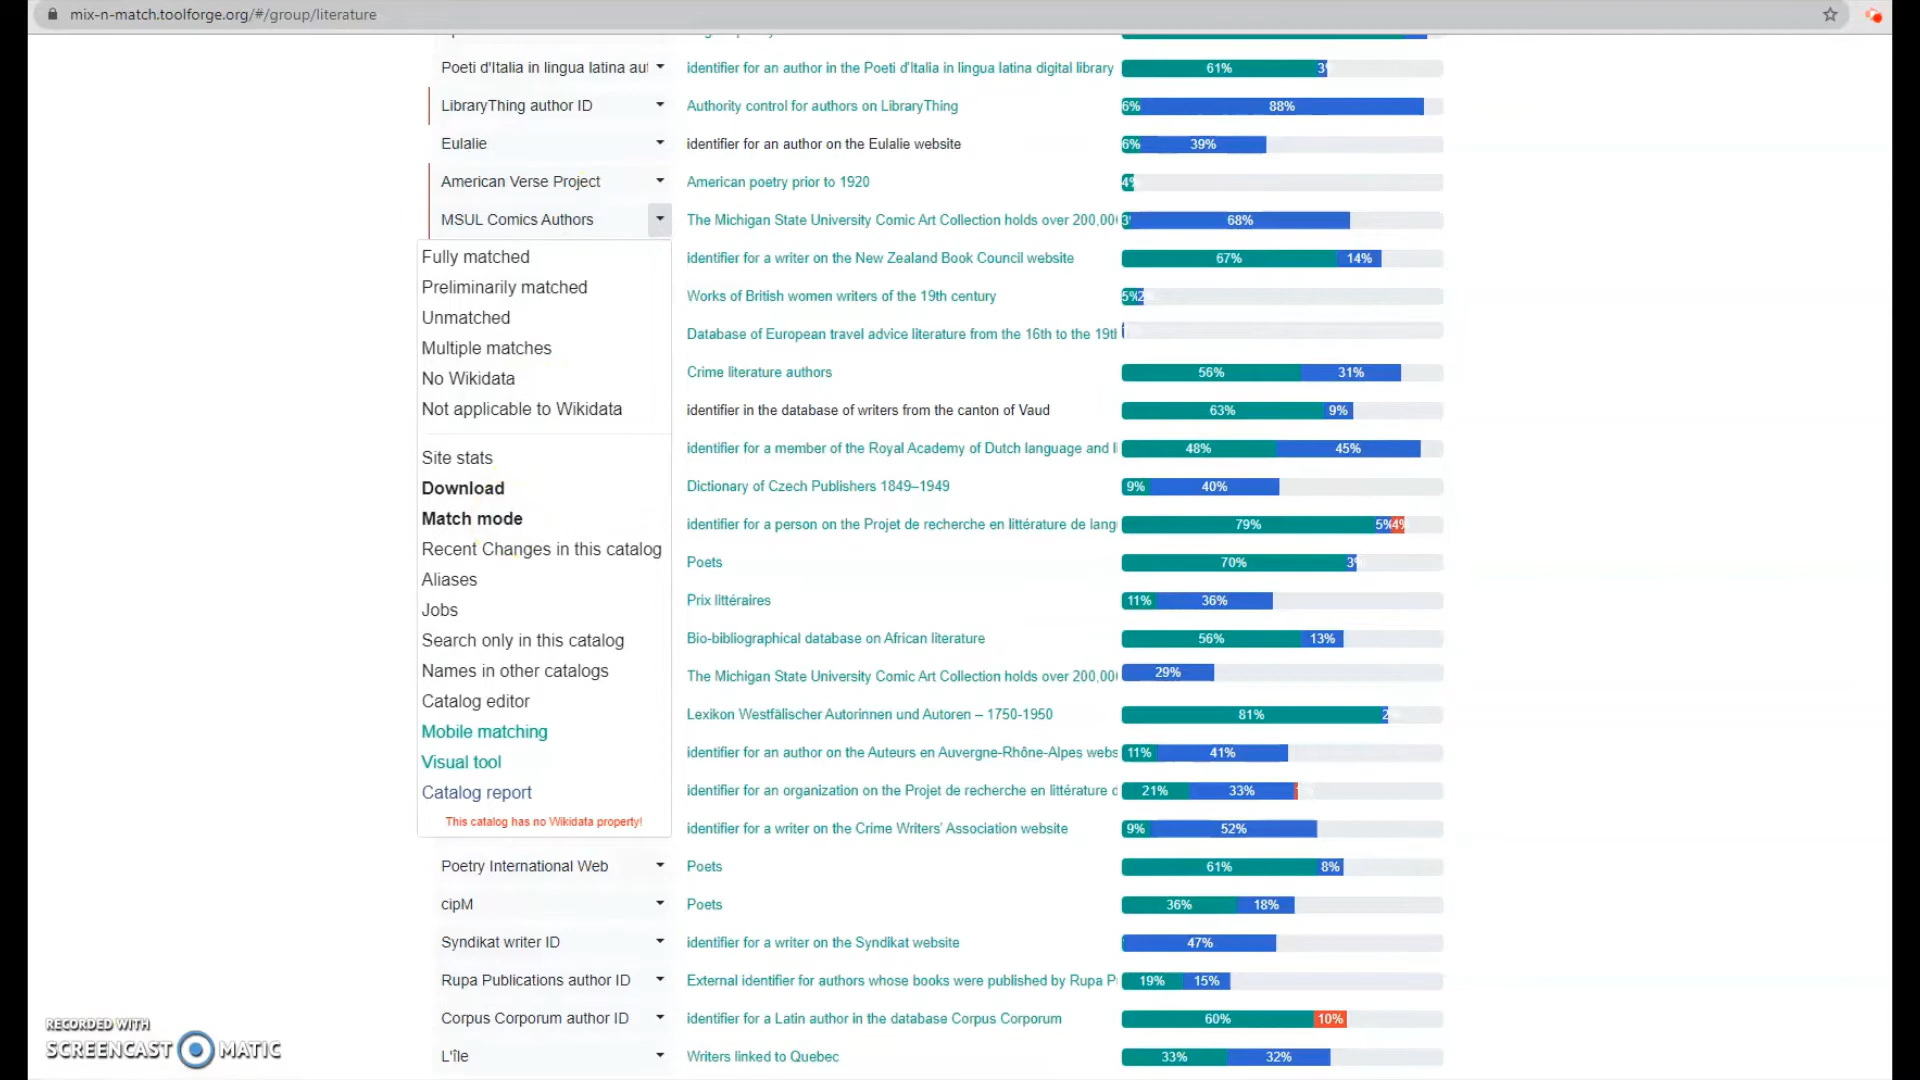 mix-n-match.toolforge.org/#/group/literature
Poeti d'Italia in lingua latina aut identifier for an author in the Poeti d'Italia in lingua latina digital library 61%
LibraryThing author ID Authority control for authors on LibraryThing 6% 88%
Eulalie identifier for an author on the Eulalie website 6% 39%
American Verse Project American poetry prior to 1920 4%
MSUL Comics Authors The Michigan State University Comic Art Collection holds over 200,000 68%
Fully matched identifier for a writer on the New Zealand Book Council website 67% 14%
Preliminarily matched Works of British women writers of the 19th century 5% 2
Unmatched Database of European travel advice literature from the 16th to the 19th
Multiple matches Crime literature authors 56% 31%
No Wikidata
Not applicable to Wikidata identifier in the database of writers from the canton of Vaud 63% 9%
identifier for a member of the Royal Academy of Dutch language and 48% 45%
Site stats
Download Dictionary of Czech Publishers 1849–1949 9% 40%
Match mode identifier for a person on the Projet de recherche en littérature de lang 79% 5% 4%
Recent Changes in this catalog Poets 70% 3
Aliases
Jobs Prix littéraires 11% 36%
Search only in this catalog Bio-bibliographical database on African literature 56% 13%
Names in other catalogs The Michigan State University Comic Art Collection holds over 200,000 29%
Catalog editor Lexikon Westfälischer Autorinnen und Autoren – 1750-1950 81% 2
Mobile matching identifier for an author on the Auteurs en Auvergne-Rhône-Alpes webs 11% 41%
Visual tool
Catalog report identifier for an organization on the Projet de recherche en littérature d 21% 33%
This catalog has no Wikidata property! identifier for a writer on the Crime Writers' Association website 9% 52%
Poetry International Web Poets 61% 8%
cipM Poets 36% 18%
Syndikat writer ID identifier for a writer on the Syndikat website 47%
Rupa Publications author ID External identifier for authors whose books were published by Rupa P 19% 15%
Corpus Corporum author ID identifier for a Latin author in the database Corpus Corporum 60% 10%
L'île Writers linked to Quebec 33% 32%
RECORDED WITH
SCREENCAST MATIC